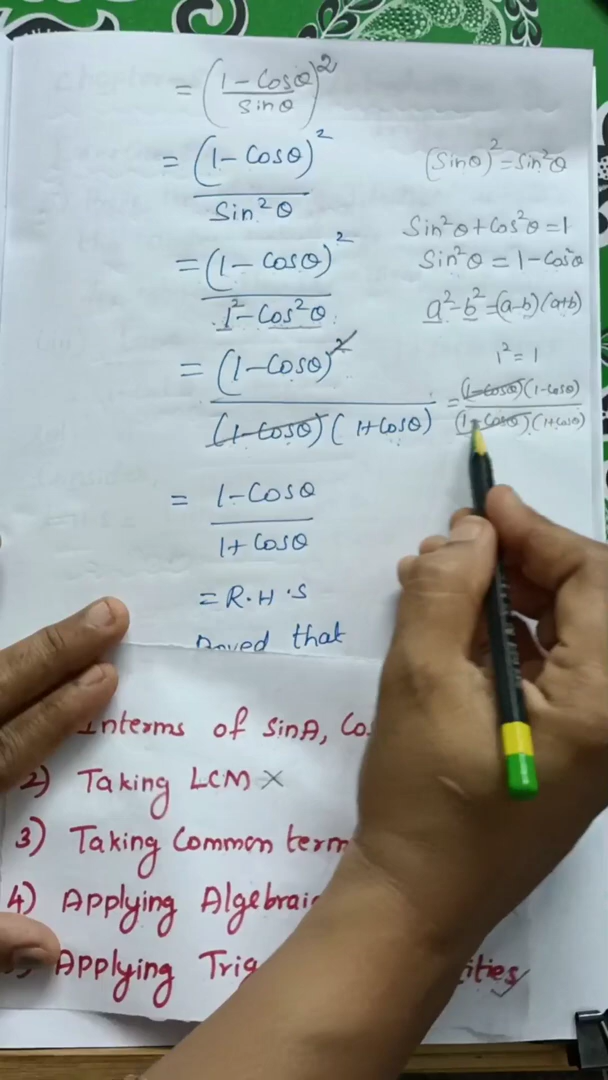 = (1 - Cosθ / Sinθ)²
= (1 - Cosθ)² / Sin²θ
(Sinθ)² = Sin²θ
Sin²θ + Cos²θ = 1
= (1 - Cosθ)² / 1² - Cos²θ
Sin²θ = 1 - Cos²θ
a² - b² = (a-b)(a+b)
1² = 1
= (1 - Cosθ)² / (1 - Cosθ)(1+Cosθ)
= (1-Cosθ)(1-Cosθ) / (1-Cosθ)(1+Cosθ)
= 1 - Cosθ / 1 + Cosθ
= R.H.S
Proved that
Interms of SinA, Cos
2) Taking LCM ×
3) Taking Common term
4) Applying Algebraic
Applying Trig ities ✓